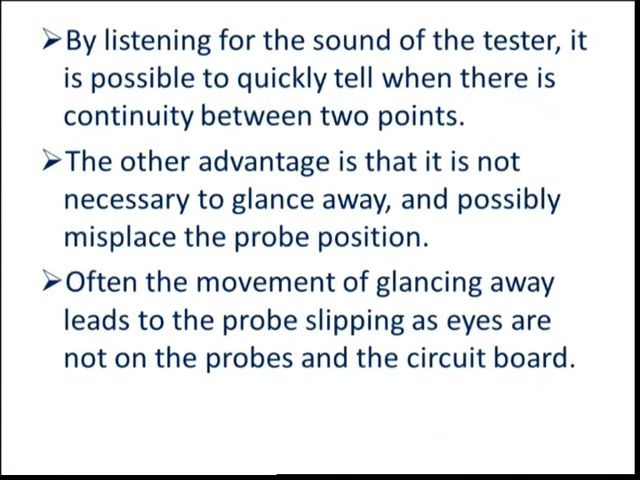 ➢By listening for the sound of the tester, it
is possible to quickly tell when there is
continuity between two points.
➢The other advantage is that it is not
necessary to glance away, and possibly
misplace the probe position.
➢Often the movement of glancing away
leads to the probe slipping as eyes are
not on the probes and the circuit board.